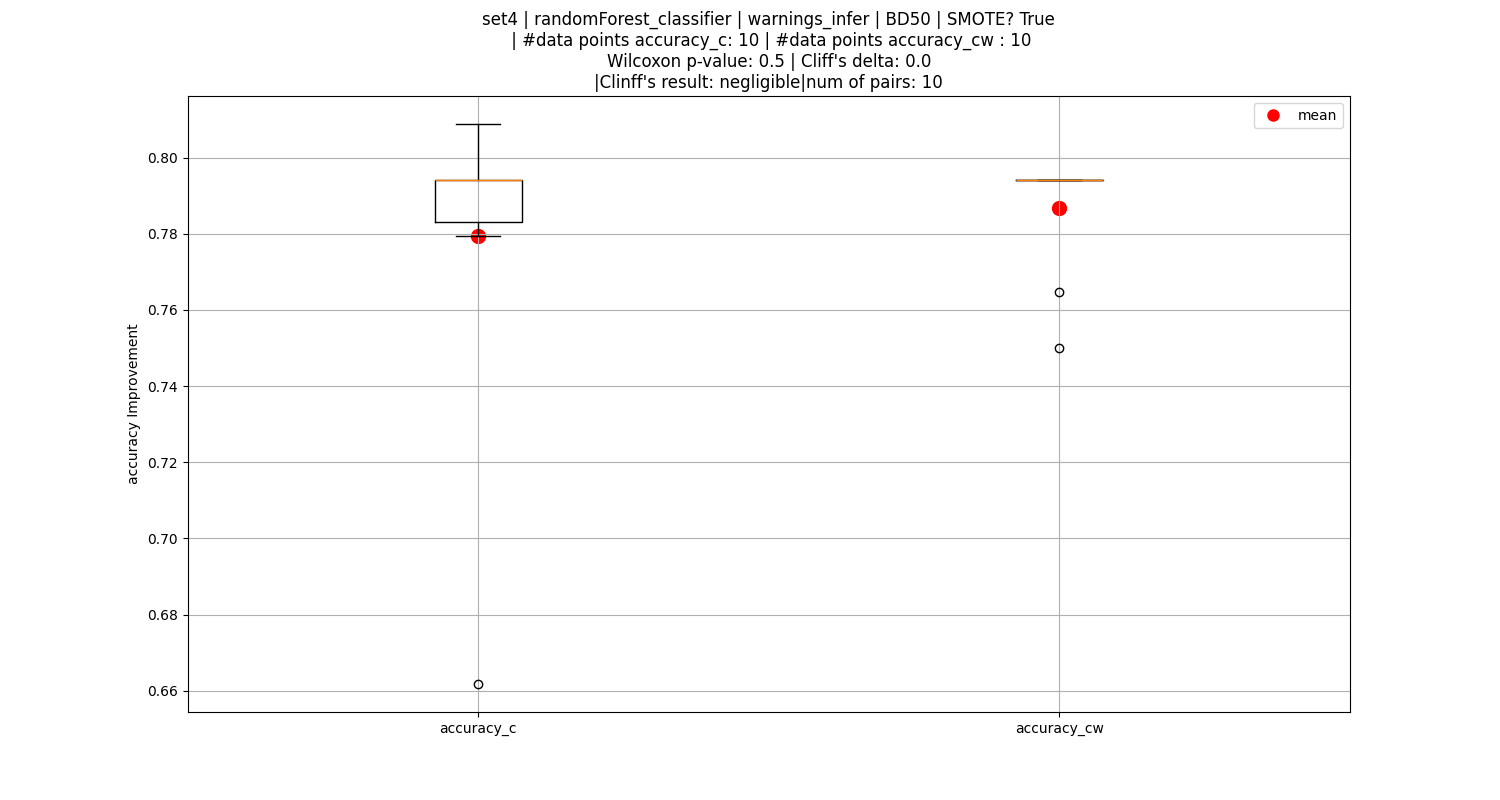 set4 | randomForest_classifier | warnings_infer | BD50 | SMOTE? True
| #data points accuracy_c: 10 | #data points accuracy_cw : 10
Wilcoxon p-value: 0.5 | Cliff's delta: 0.0
|Clinff's result: negligible|num of pairs: 10
mean
0.80
0.78
0.76
0.74
0.72
0.70
0.68
0.66
accuracy Improvement
accuracy_c
accuracy_cw